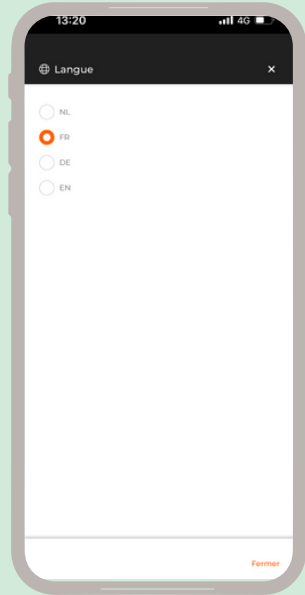 13:20 4G
Langue ×
NL
FR
DE
EN
Fermer